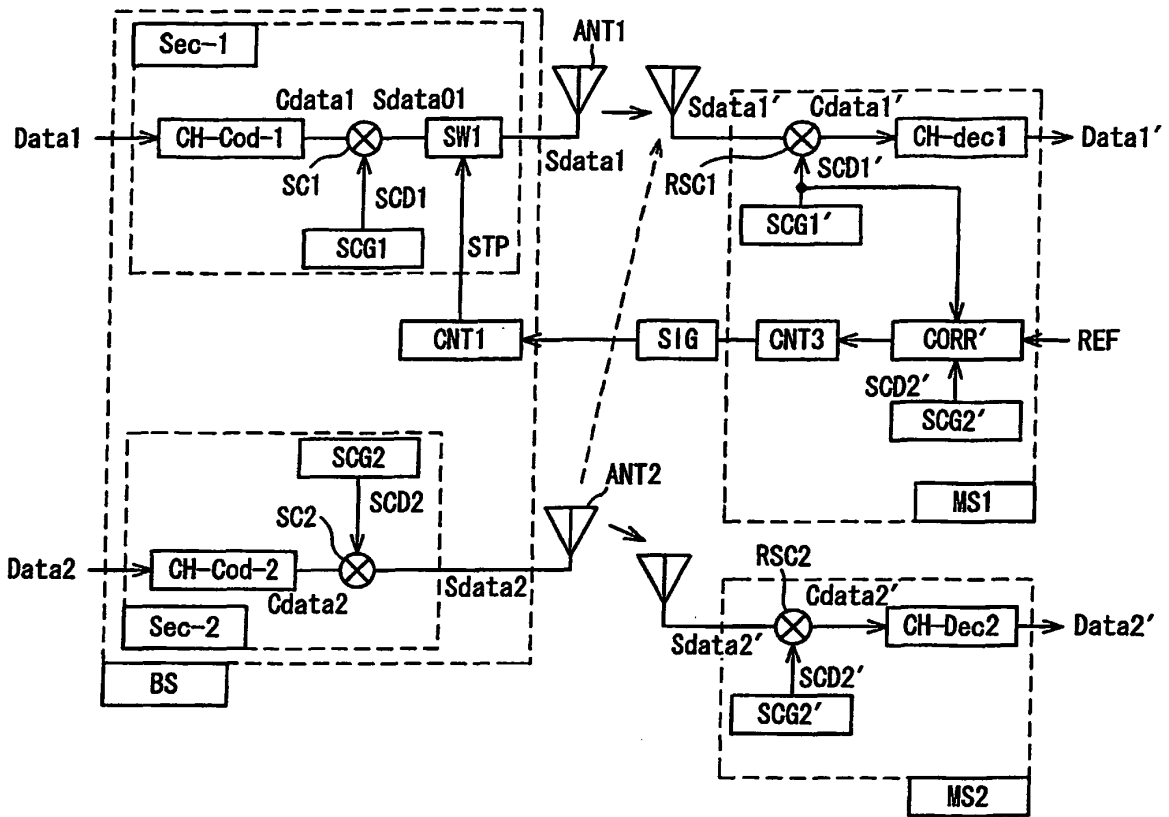 Sec-1
ANT1
Cdata1
Sdata01
Sdata1′
Cdata1′
Data1
CH-Cod-1
SW1
CH-dec1
Data1′
SC1
SCD1
Sdata1
RSC1
SCD1′
SCG1
STP
SCG1′
CNT1
SIG
CNT3
CORR′
REF
SCD2′
SCG2′
SCG2
SCD2
ANT2
MS1
SC2
Data2
CH-Cod-2
Cdata2
Sdata2
RSC2
Cdata2′
CH-Dec2
Data2′
Sec-2
Sdata2′
SCD2′
BS
SCG2′
MS2